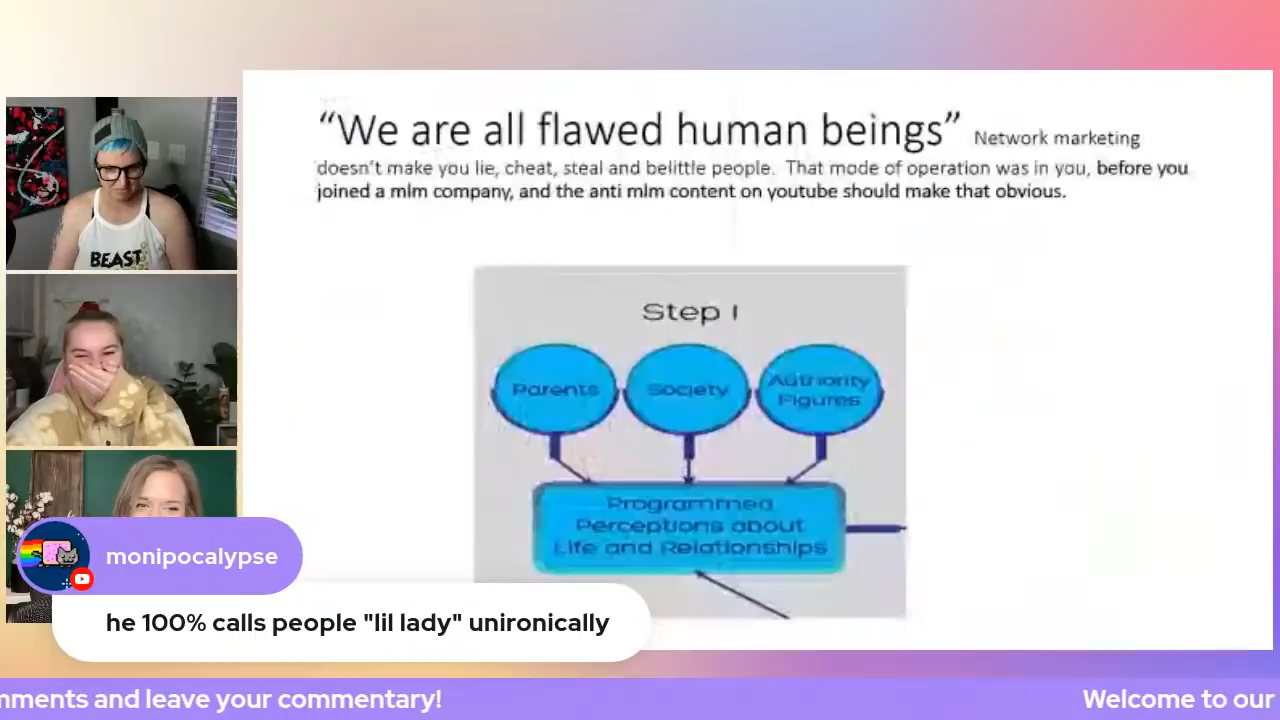 “We are all flawed human beings” Network marketing
doesn't make you lie, cheat, steal and belittle people. That mode of operation was in you, before you
joined a mlm company, and the anti mlm content on youtube should make that obvious.
BEAST
Step 1
Parents
Society
Authority
Figures
Programmed
Perceptions about
Life and Relationships
monipocalypse
he 100% calls people "lil lady" unironically
mments and leave your commentary!
Welcome to our